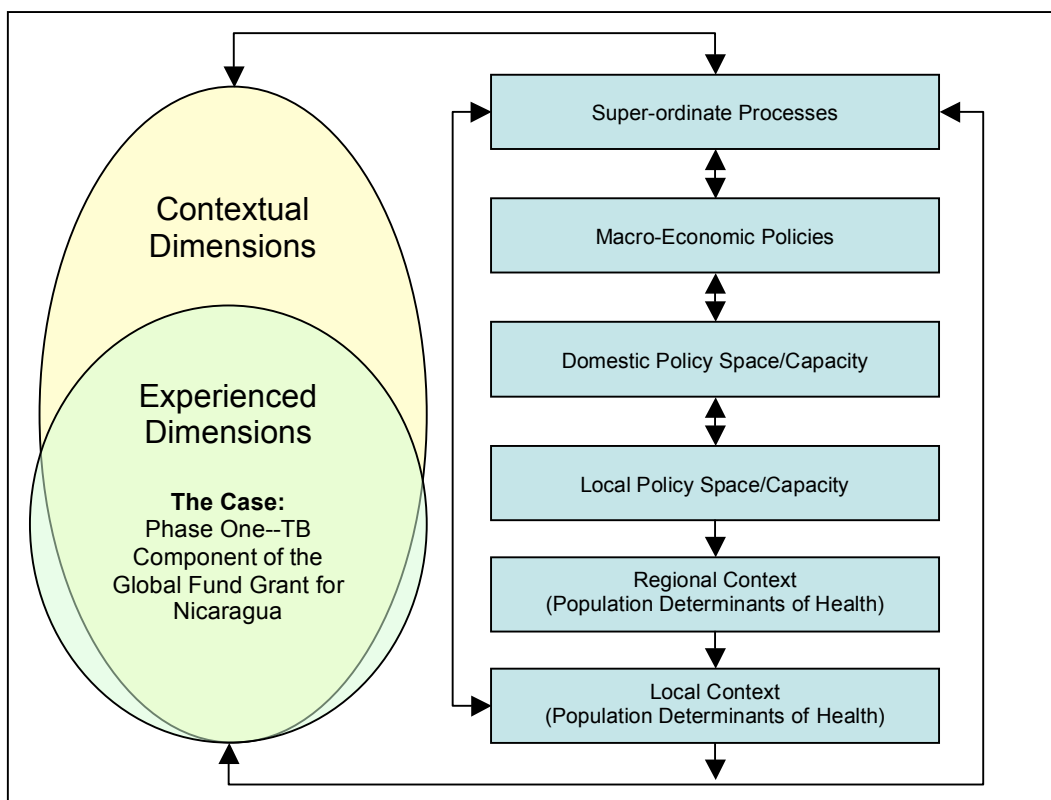 Contextual
Dimensions
Experienced
Dimensions
The Case:
Phase One--TB
Component of the
Global Fund Grant for
Nicaragua
Super-ordinate Processes
Macro-Economic Policies
Domestic Policy Space/Capacity
Local Policy Space/Capacity
Regional Context
(Population Determinants of Health)
Local Context
(Population Determinants of Health)